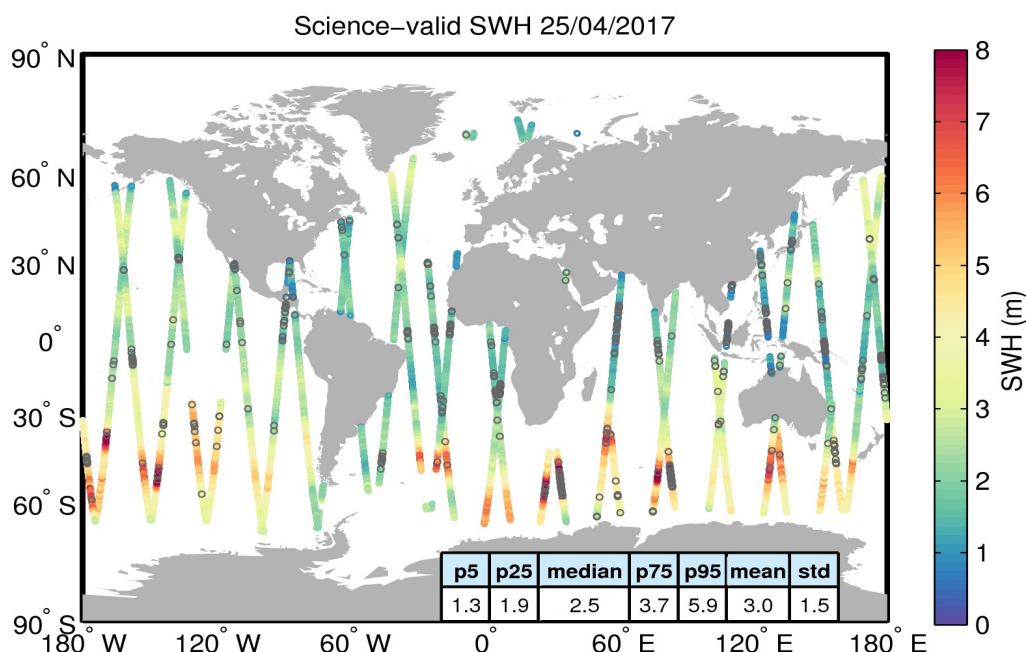 Science−valid SWH 25/04/2017
90° N
60° N
30° N
0°
30° S
60° S
90° S
180° W
120° W
60° W
0°
60° E
120° E
180° E
p5 p25 median p75 p95 mean std
1.3 1.9 2.5 3.7 5.9 3.0 1.5
8
7
6
5
4
3
2
1
0
SWH (m)